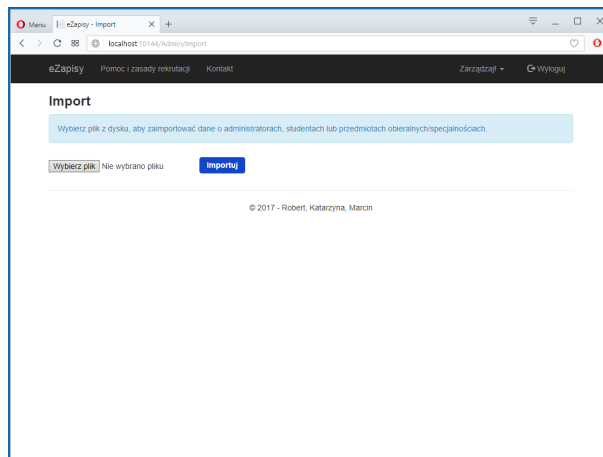 Menu eZapisy - Import
localhost:10144/Admin/Import
eZapisy Pomoc i zasady rekrutacji Kontakt Zarządzaj! Wyloguj
Import
Wybierz plik z dysku, aby zaimportować dane o administratorach, studentach lub przedmiotach obieralnych/specjalnościach.
Wybierz plik Nie wybrano pliku Importuj
© 2017 - Robert, Katarzyna, Marcin